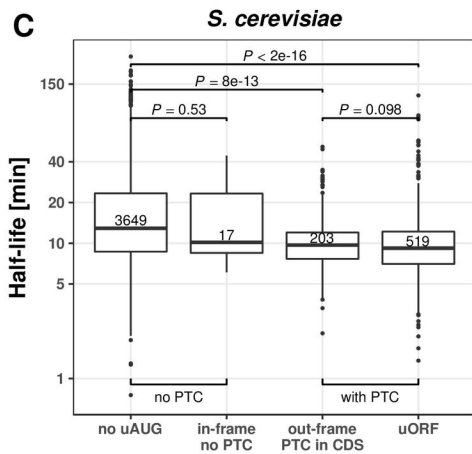 C
S. cerevisiae
P < 2e-16
P = 8e-13
P = 0.53
P = 0.098
Half-life [min]
150
40
20
10
5
1
3649
17
203
519
no PTC
with PTC
no uAUG
in-frame
no PTC
out-frame
PTC in CDS
uORF